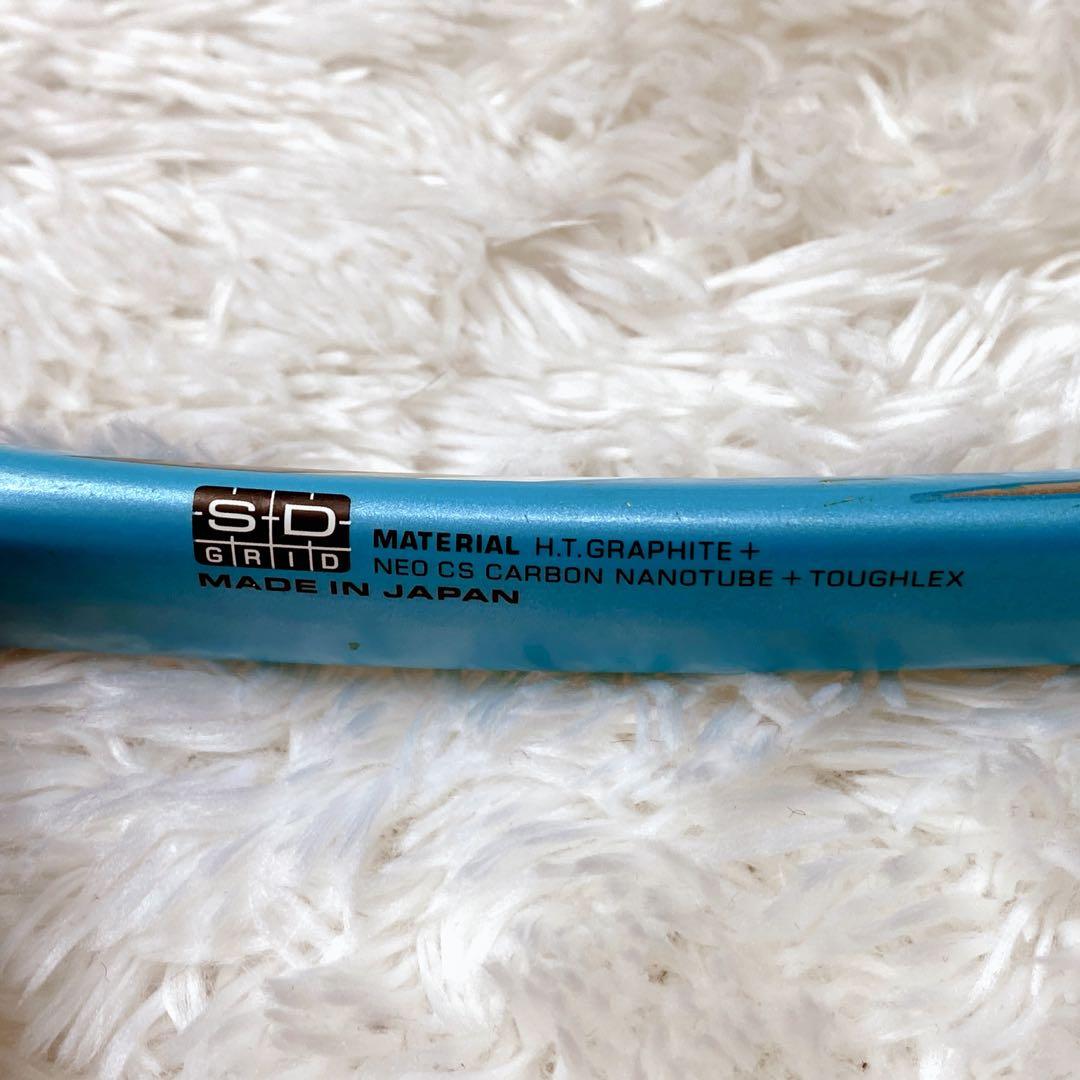 S-D
GRID
MATERIAL H.T.GRAPHITE+
NEO CS CARBON NANOTUBE + TOUGHLEX
MADE IN JAPAN